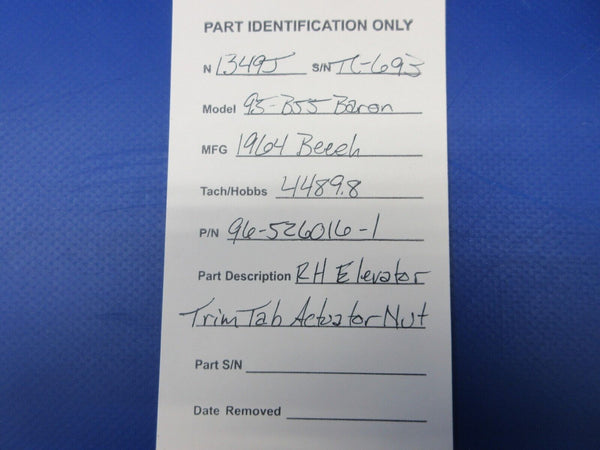 PART IDENTIFICATION ONLY
N 1349J S/N TC-693
Model 95-B55 Baron
MFG 1964 Beech
Tach/Hobbs 4489.8
P/N 96-526016-1
Part Description RH Elevator
Trim Tab Actuator Nut
Part S/N
Date Removed